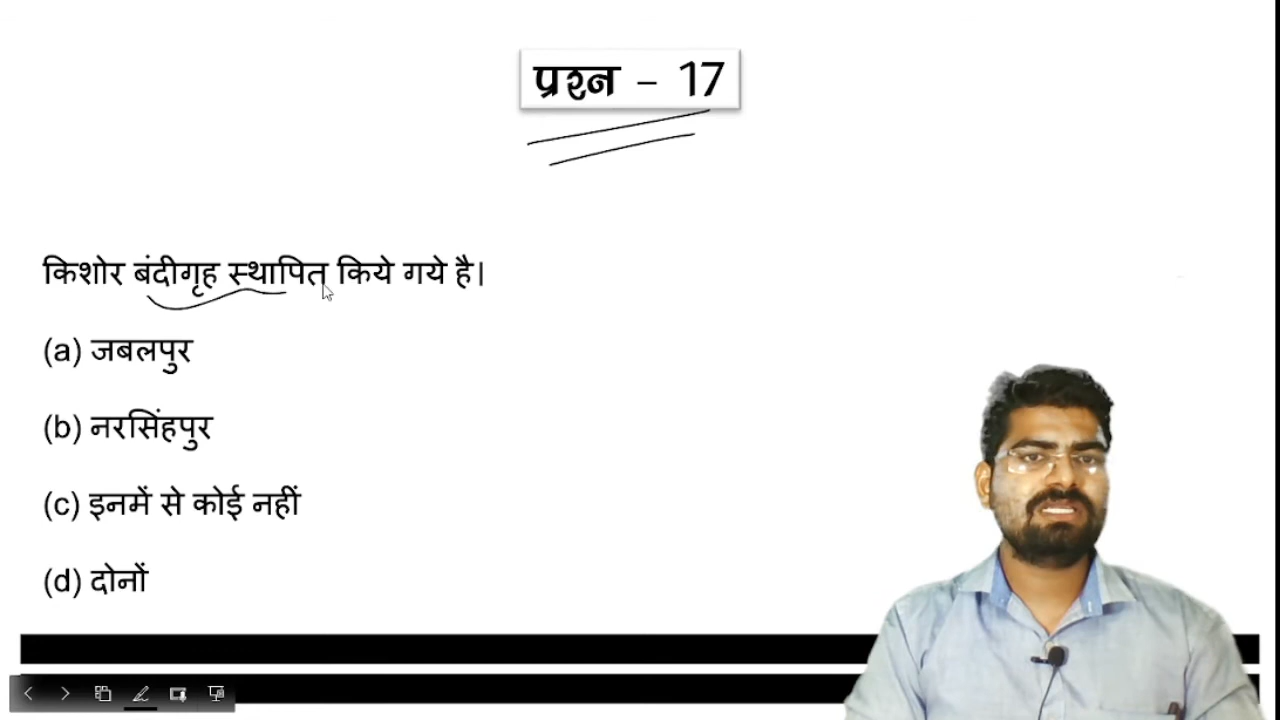 प्रश्न – 17
किशोर बंदीगृह स्थापित किये गये है।
(a) जबलपुर
(b) नरसिंहपुर
(c) इनमें से कोई नहीं
(d) दोनों